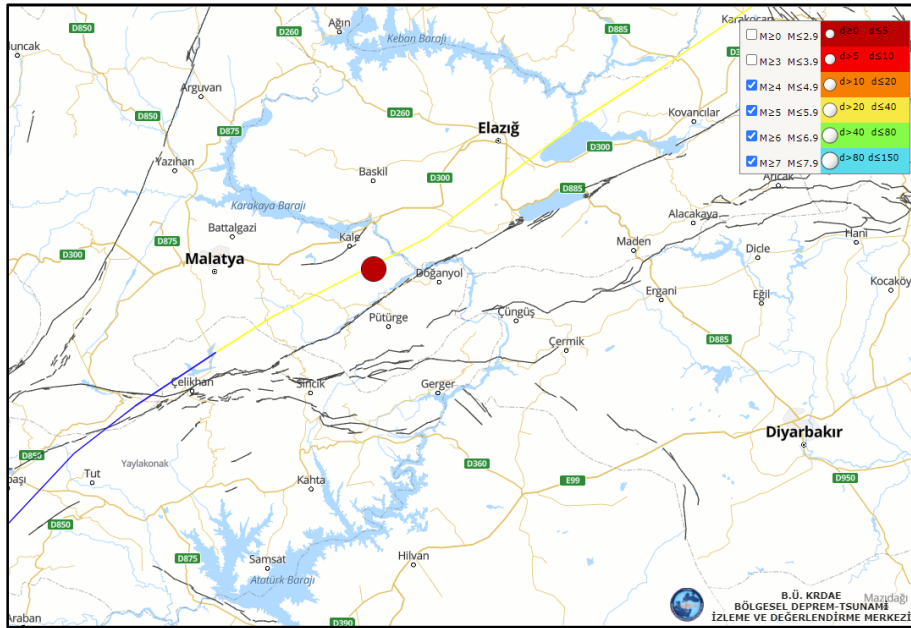 D850
Ağın
D260
D885
Karakoçan
Keban Barajı
Arguvan
D850
D875
D260
Elazığ
Kovancılar
D300
Yazıhan
Baskil
D300
D885
Karakaya Barajı
Battalgazi
D875
Kale
Alacakaya
D300
Malatya
Maden
Dicle
Hani
Doğanyol
Ergani
Eğil
Kocaköy
Pütürge
Çüngüş
Çermik
D885
Çelikhan
Sincik
Gerger
Diyarbakır
D850
Yaylakonak
Tut
D360
E99
D950
Kahta
D850
D875
Samsat
Hilvan
Atatürk Barajı
D390
Mazıdağı
M≥0 M≤2.9 d≥0 d≤5
M≥3 M≤3.9 d>5 d≤10
M≥4 M≤4.9 d>10 d≤20
M≥5 M≤5.9 d>20 d≤40
M≥6 M≤6.9 d>40 d≤80
M≥7 M≤7.9 d>80 d≤150
B.Ü. KRDAE
BÖLGESEL DEPREM-TSUNAMİ
İZLEME VE DEĞERLENDİRME MERKEZİ